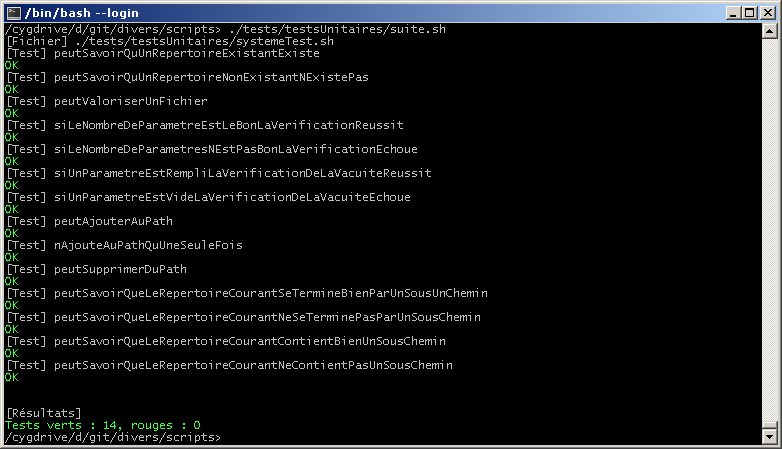 /bin/bash --login
/cygdrive/d/git/divers/scripts> ./tests/testsUnitaires/suite.sh
[Fichier] ./tests/testsUnitaires/systemeTest.sh
[Test] peutSavoirQuUnRepertoireExistantExiste
OK
[Test] peutSavoirQuUnRepertoireNonExistantNExistePas
OK
[Test] peutValoriserUnFichier
OK
[Test] siLeNombreDeParametreEstLeBonLaVerificationReussit
OK
[Test] siLeNombreDeParametresNEstPasBonLaVerificationEchoue
OK
[Test] siUnParametreEstRempliLaVerificationDeLaVacuiteReussit
OK
[Test] siUnParametreEstVideLaVerificationDeLaVacuiteEchoue
OK
[Test] peutAjouterAuPath
OK
[Test] nAjouteAuPathQuUneSeuleFois
OK
[Test] peutSupprimerDuPath
OK
[Test] peutSavoirQueLeRepertoireCourantSeTermineBienParUnSousUnChemin
OK
[Test] peutSavoirQueLeRepertoireCourantNeSeTerminePasParUnSousChemin
OK
[Test] peutSavoirQueLeRepertoireCourantContientBienUnSousChemin
OK
[Test] peutSavoirQueLeRepertoireCourantNeContientPasUnSousChemin
OK
[Résultats]
Tests verts : 14, rouges : 0
/cygdrive/d/git/divers/scripts>